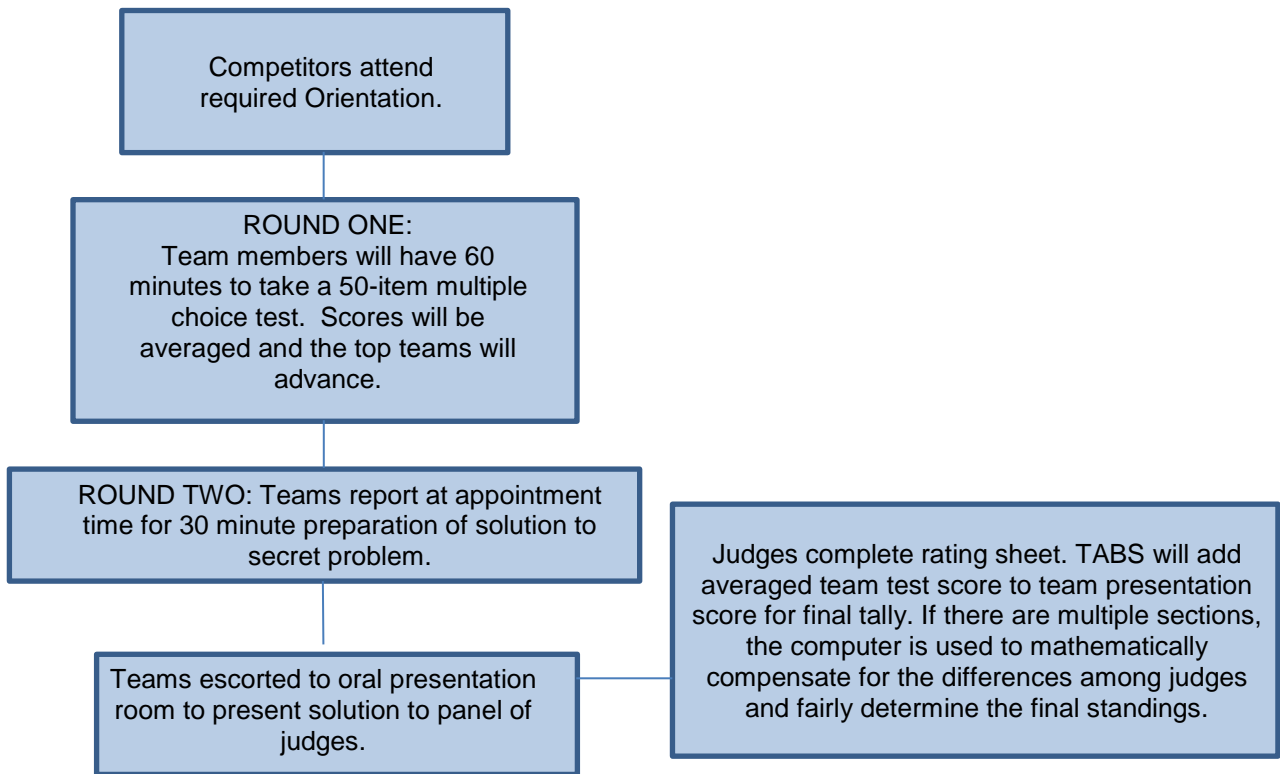 Competitors attend
required Orientation.
ROUND ONE:
Team members will have 60
minutes to take a 50-item multiple
choice test.  Scores will be
averaged and the top teams will
advance.
ROUND TWO: Teams report at appointment
time for 30 minute preparation of solution to
secret problem.
Teams escorted to oral presentation
room to present solution to panel of
judges.
Judges complete rating sheet. TABS will add
averaged team test score to team presentation
score for final tally. If there are multiple sections,
the computer is used to mathematically
compensate for the differences among judges
and fairly determine the final standings.